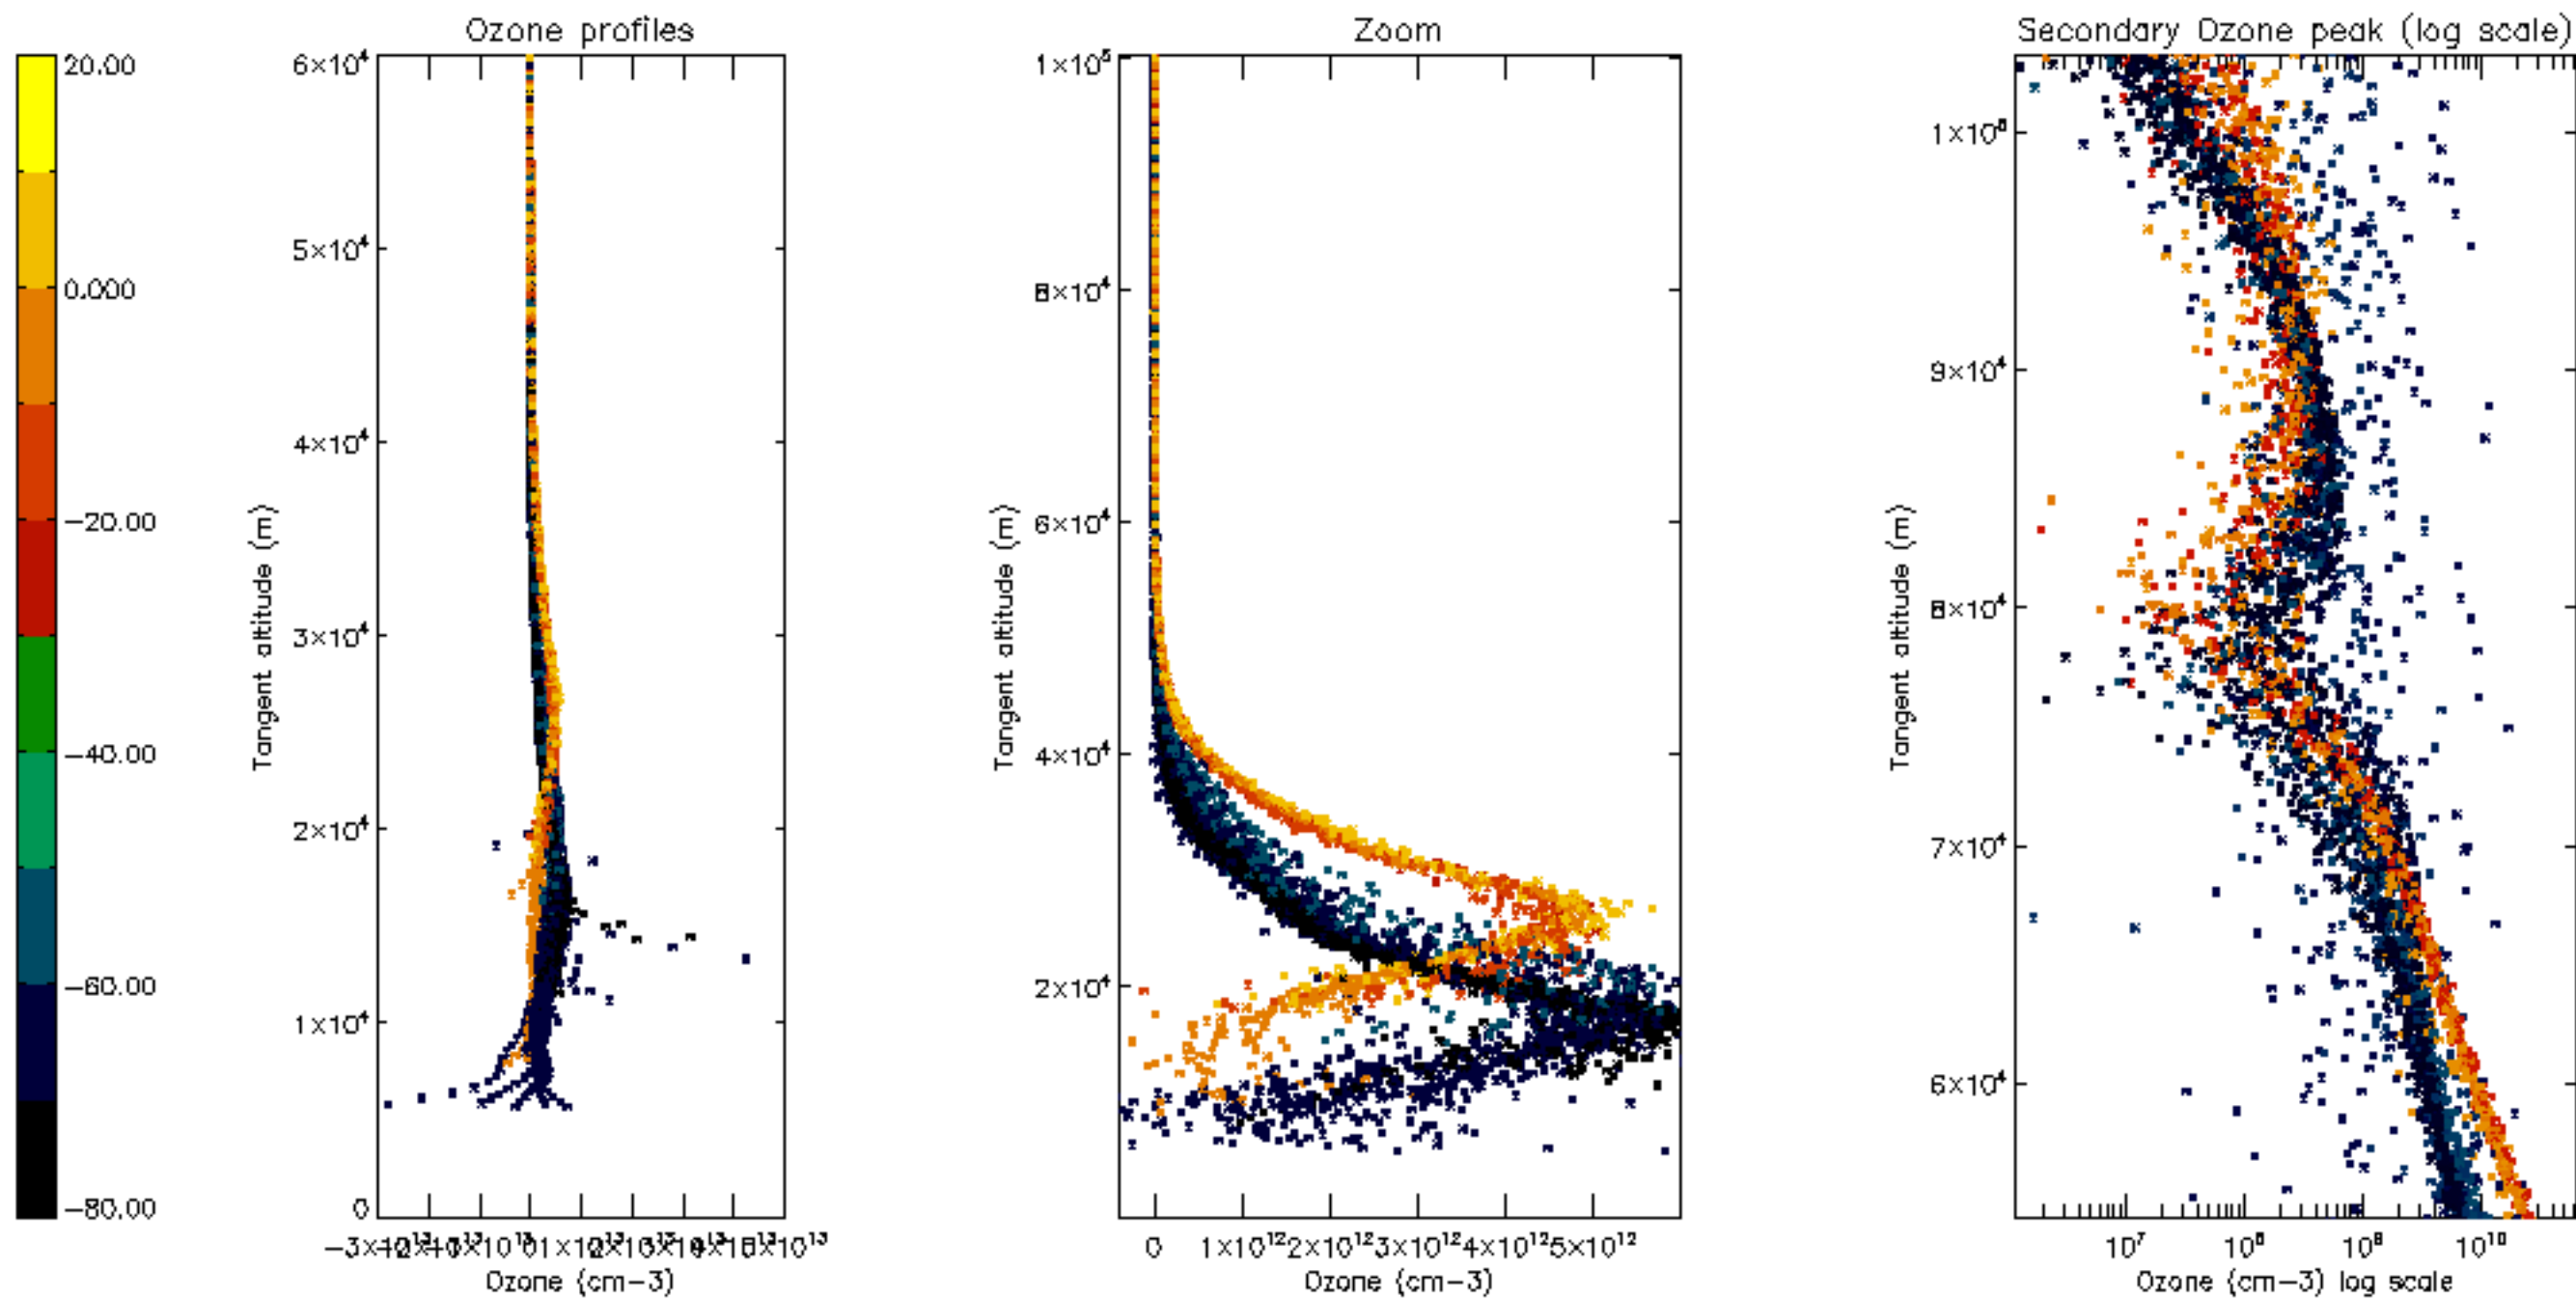 Ozone profiles
Zoom
Secondary Ozone peak (log scale)
20.00
0.000
−20.00
−40.00
−60.00
−80.00
6×10⁴
5×10⁴
4×10⁴
3×10⁴
2×10⁴
1×10⁴
0
Tangent altitude (m)
Ozone (cm−3)
1×10⁵
8×10⁴
6×10⁴
4×10⁴
2×10⁴
Tangent altitude (m)
0 1×10¹² 2×10¹² 3×10¹² 4×10¹² 5×10¹²
Ozone (cm−3)
9×10⁴
8×10⁴
7×10⁴
6×10⁴
Tangent altitude (m)
10⁷ 10⁸ 10⁹ 10¹⁰
Ozone (cm−3) log scale